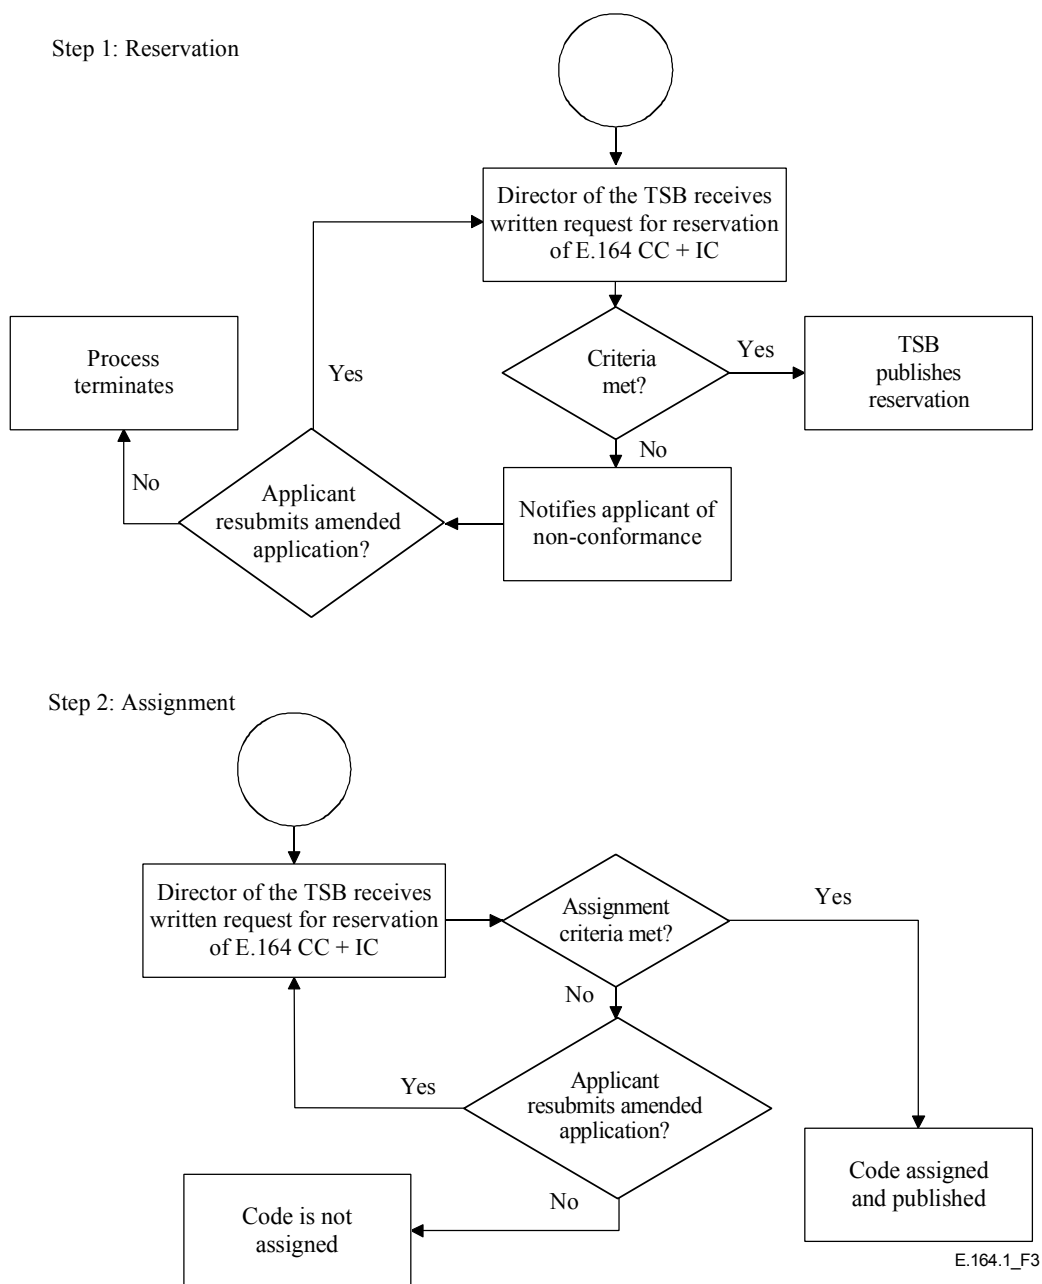 Step 1: Reservation
Director of the TSB receives
written request for reservation
of E.164 CC + IC
Process
terminates
Yes
Criteria
met?
Yes
TSB
publishes
reservation
No
No
Applicant
resubmits amended
application?
Notifies applicant of
non-conformance
Step 2: Assignment
Director of the TSB receives
written request for reservation
of E.164 CC + IC
Assignment
criteria met?
Yes
No
Yes
Applicant
resubmits amended
application?
Code assigned
and published
No
Code is not
assigned
E.164.1_F3